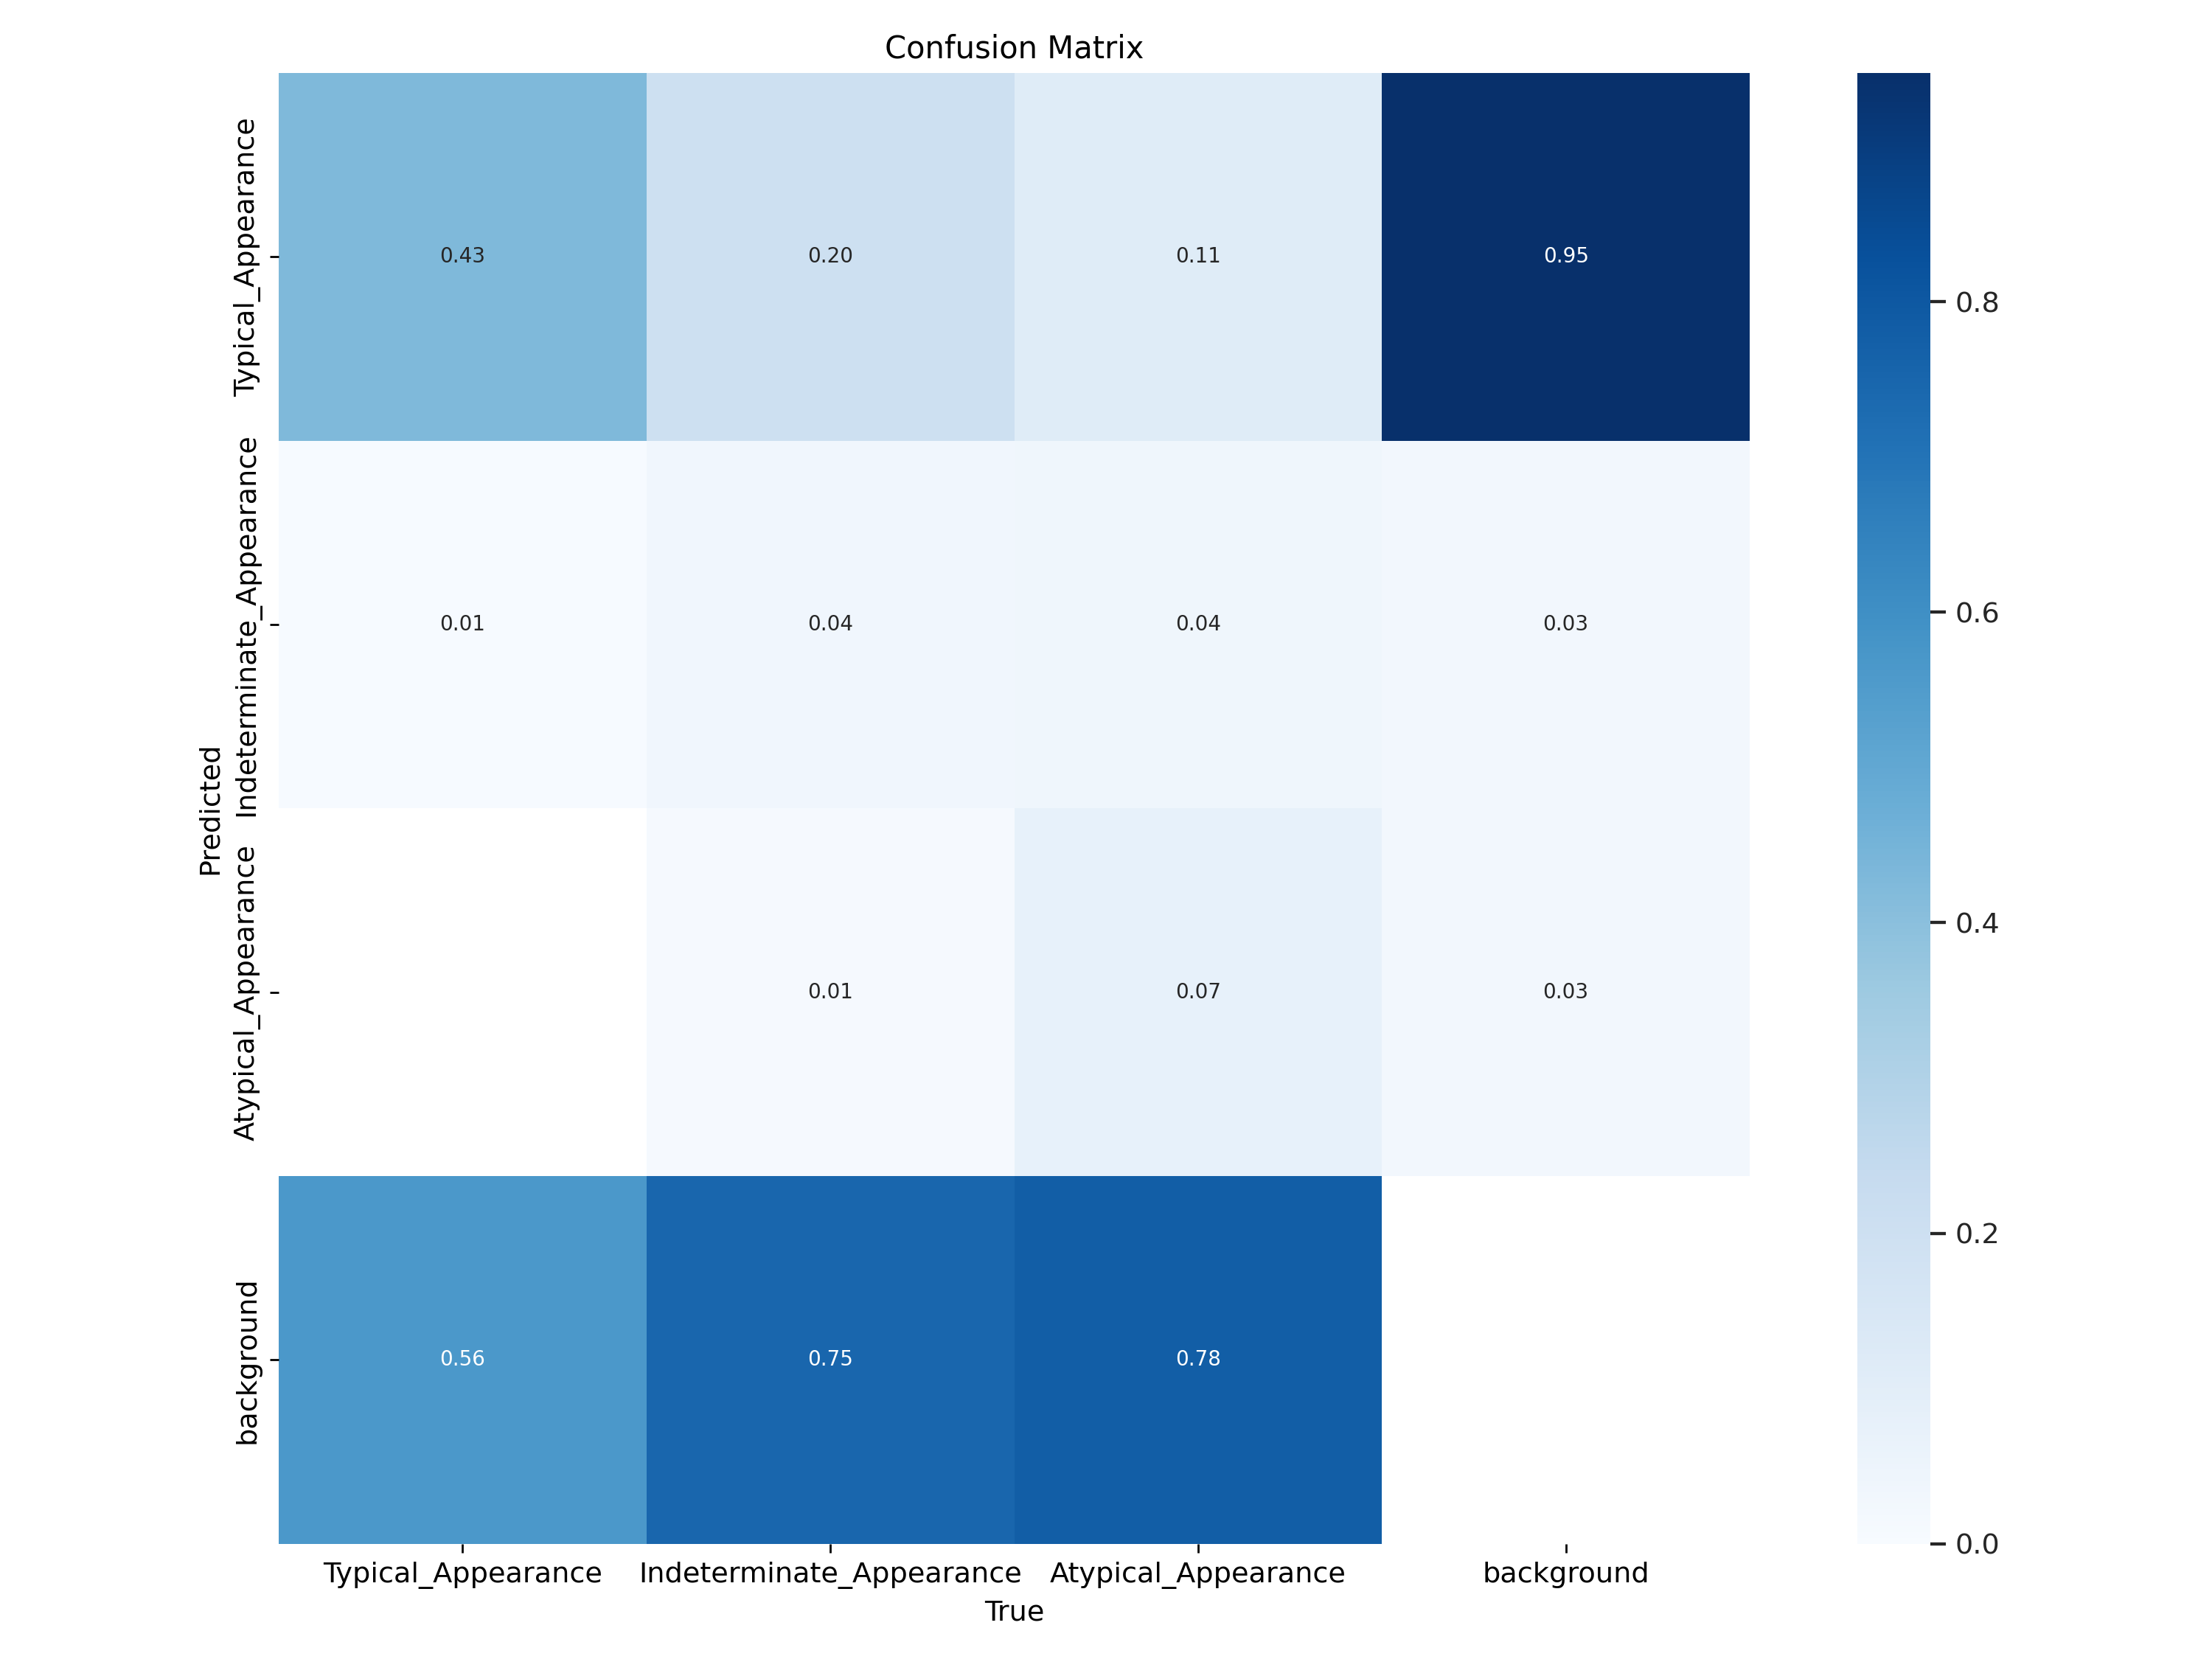 Confusion Matrix
Typical_Appearance
0.43 0.20 0.11 0.95
Indeterminate_Appearance
0.01 0.04 0.04 0.03
Atypical_Appearance
0.01 0.07 0.03
background
0.56 0.75 0.78
Predicted
Typical_Appearance Indeterminate_Appearance Atypical_Appearance background
True
0.8
0.6
0.4
0.2
0.0